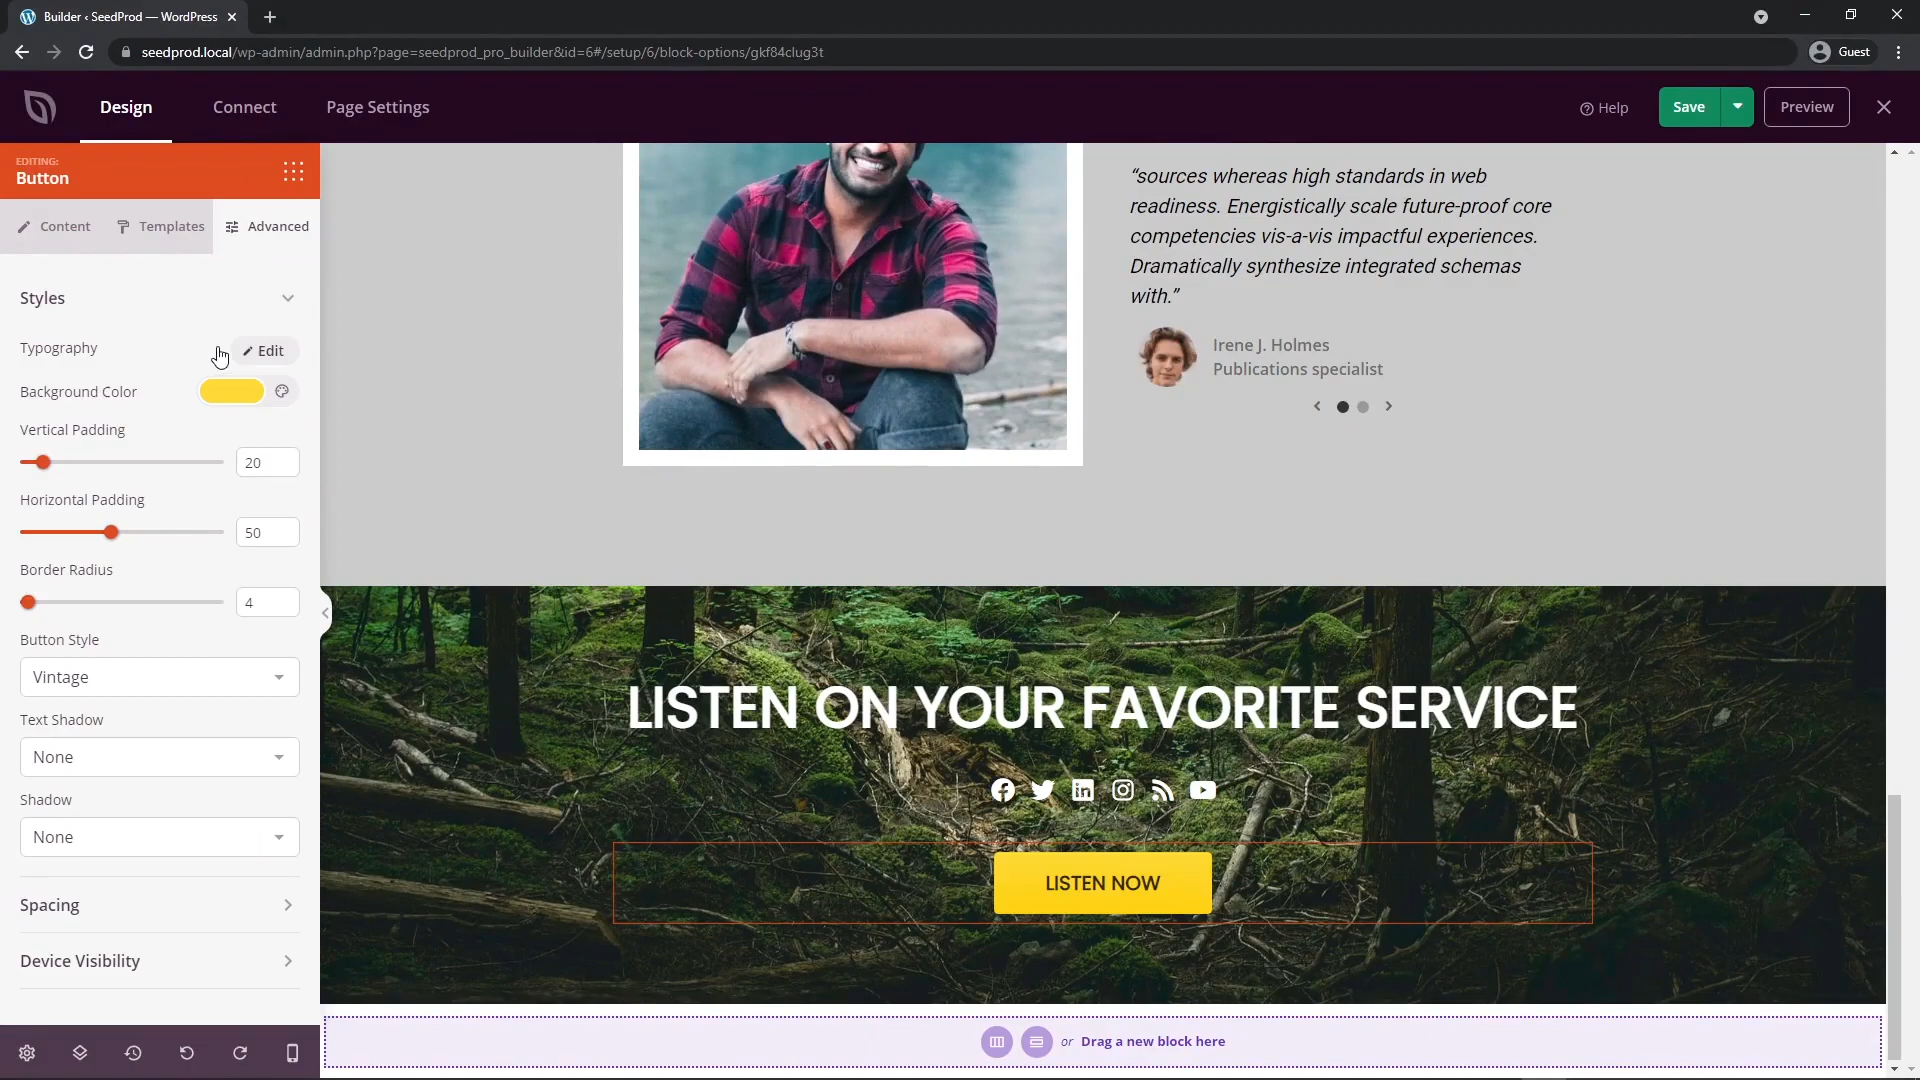 Builder ‹ SeedProd — WordPress
seedprod.local/wp-admin/admin.php?page=seedprod_pro_builder&id=6#/setup/6/block-options/gkf84clug3t
Guest
Design
Connect
Page Settings
Help
Save
Preview
EDITING:
Button
Content
Templates
Advanced
Styles
Typography
Edit
Background Color
Vertical Padding
20
Horizontal Padding
50
Border Radius
4
Button Style
Vintage
Text Shadow
None
Shadow
None
Spacing
Device Visibility
“sources whereas high standards in web
readiness. Energistically scale future-proof core
competencies vis-a-vis impactful experiences.
Dramatically synthesize integrated schemas
with.”
Irene J. Holmes
Publications specialist
LISTEN ON YOUR FAVORITE SERVICE
LISTEN NOW
or Drag a new block here